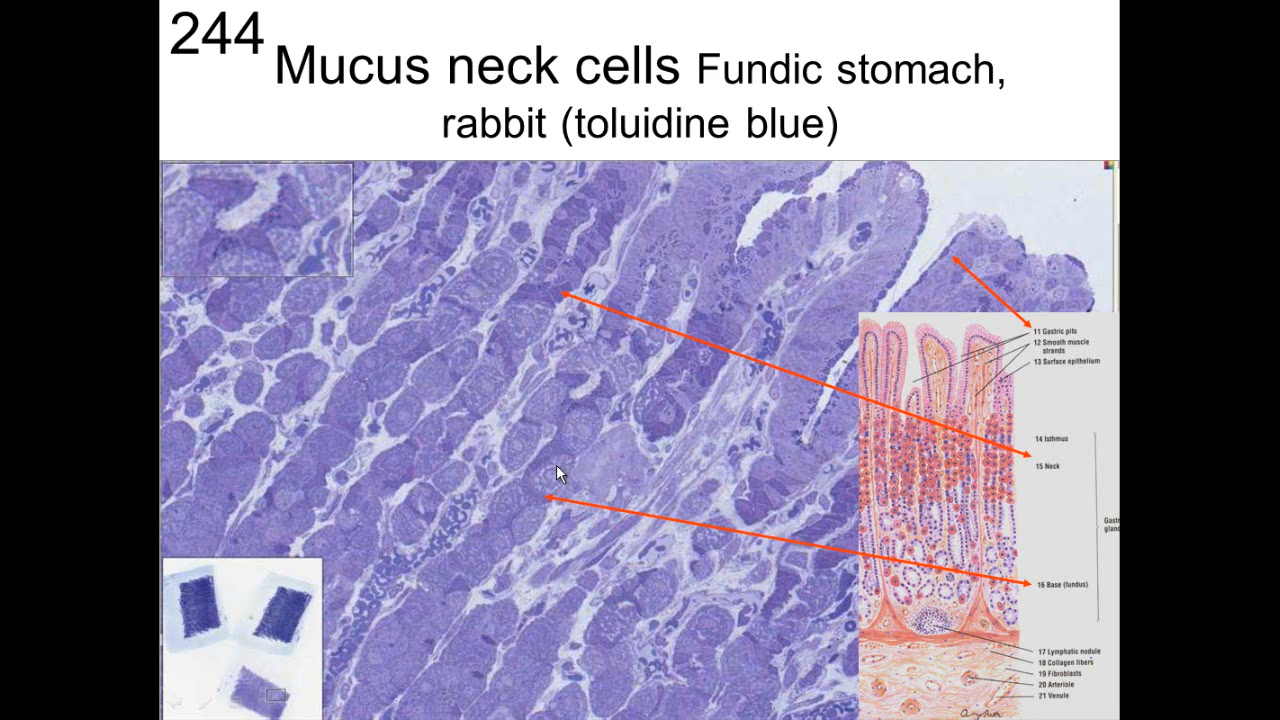 244
Mucus neck cells Fundic stomach,
rabbit (toluidine blue)
11 Gastric pits
12 Smooth muscle
strands
13 Surface epithelium
14 Isthmus
15 Neck
16 Base (fundus)
17 Lymphatic nodule
18 Collagen fibers
19 Fibroblasts
20 Arteriole
21 Venule